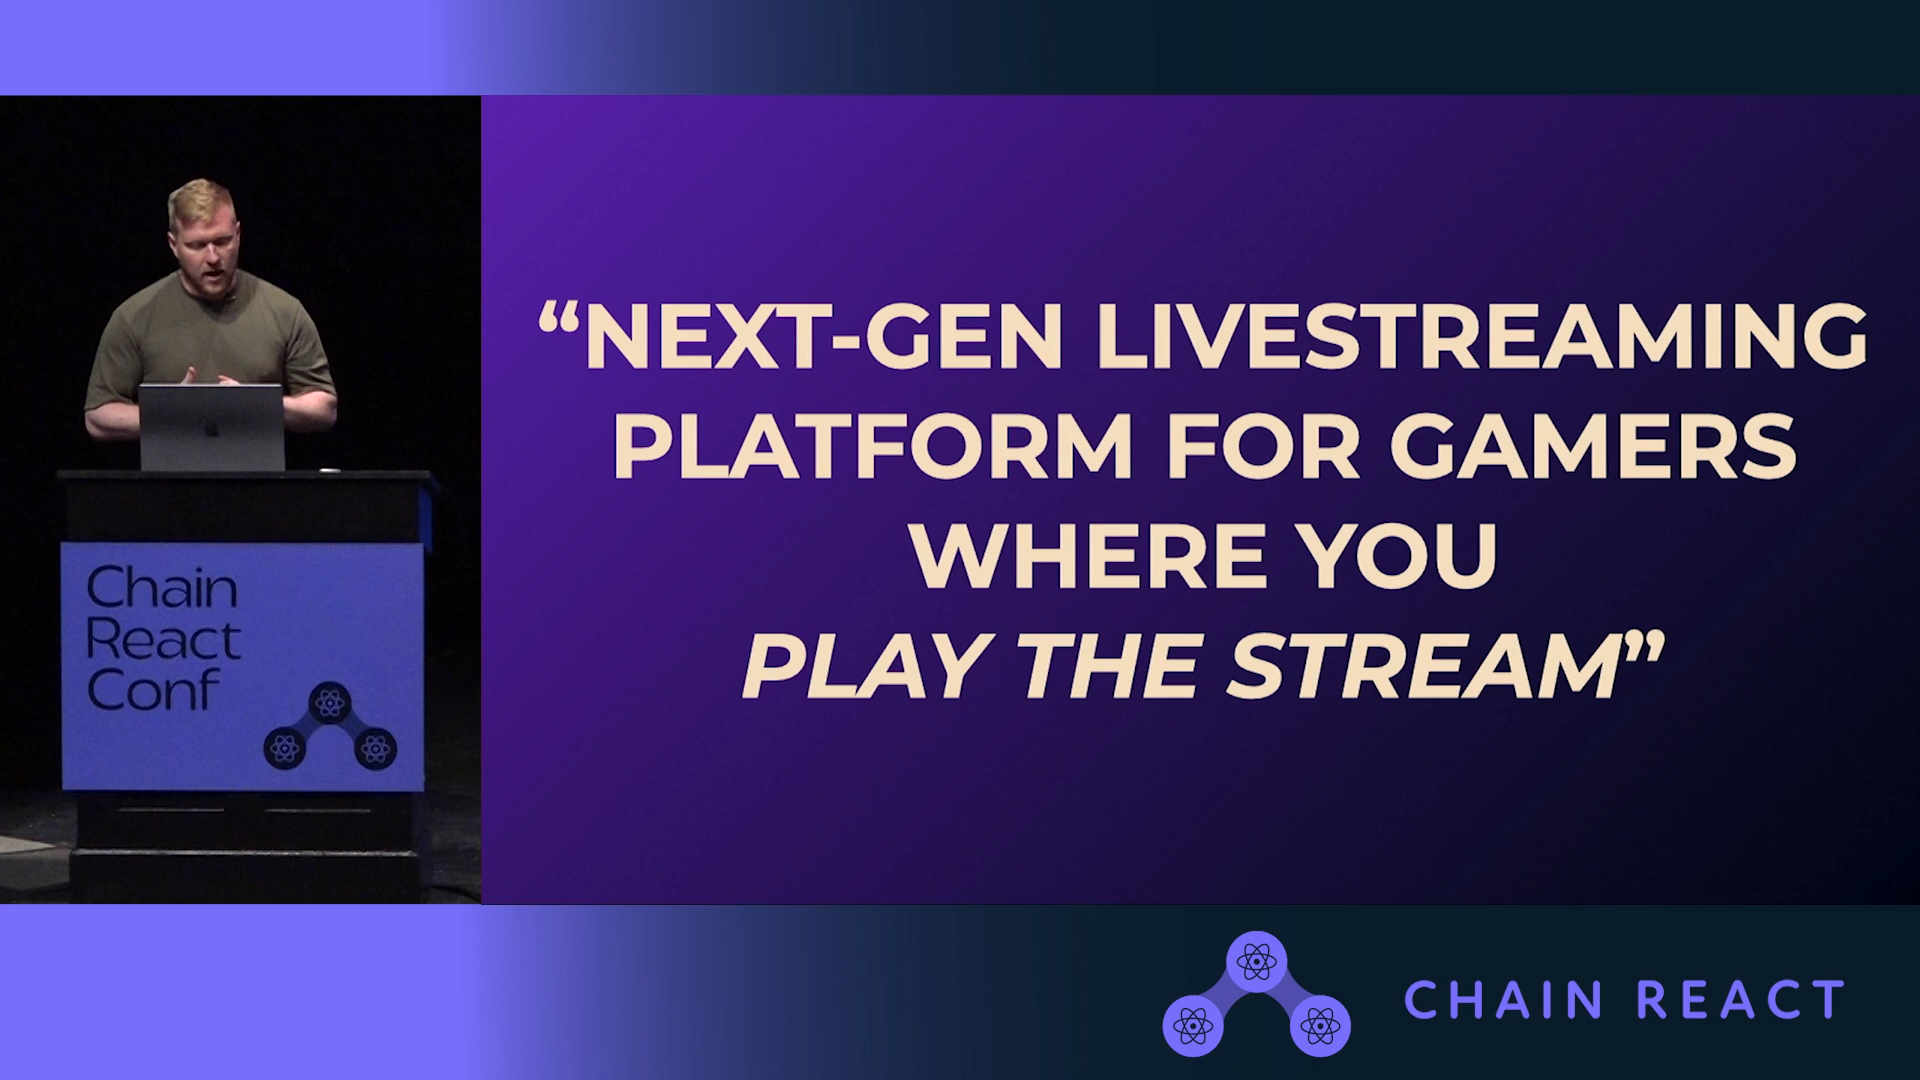 Chain
React
Conf
“NEXT-GEN LIVESTREAMING
PLATFORM FOR GAMERS
WHERE YOU
PLAY THE STREAM”
CHAIN REACT